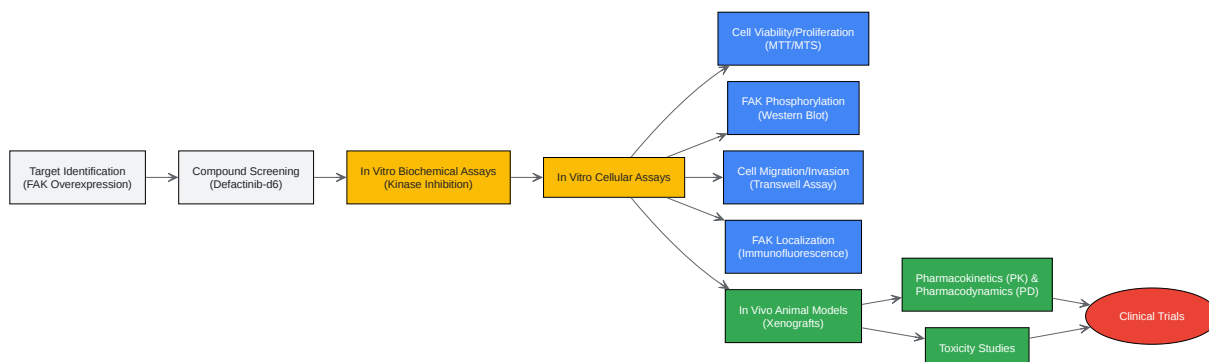 Target Identification
(FAK Overexpression)
Compound Screening
(Defactinib-d6)
In Vitro Biochemical Assays
(Kinase Inhibition)
In Vitro Cellular Assays
Cell Viability/Proliferation
(MTT/MTS)
FAK Phosphorylation
(Western Blot)
Cell Migration/Invasion
(Transwell Assay)
FAK Localization
(Immunofluorescence)
In Vivo Animal Models
(Xenografts)
Pharmacokinetics (PK) &
Pharmacodynamics (PD)
Toxicity Studies
Clinical Trials